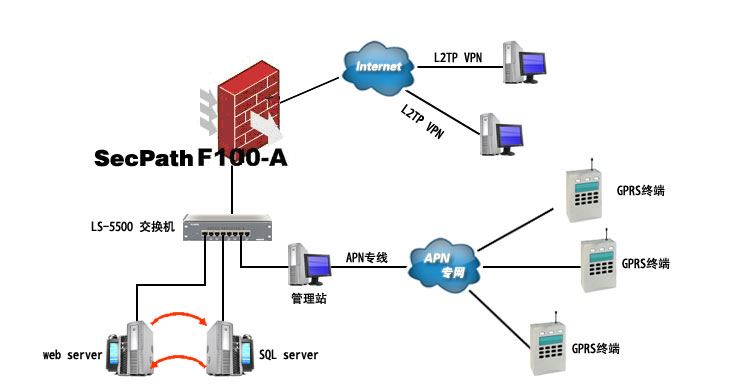 Internet
L2TP VPN
L2TP VPN
SecPath F100-A
LS-5500 交换机
GPRS终端
APN专线
APN
专网
GPRS终端
管理站
web server
SQL server
GPRS终端